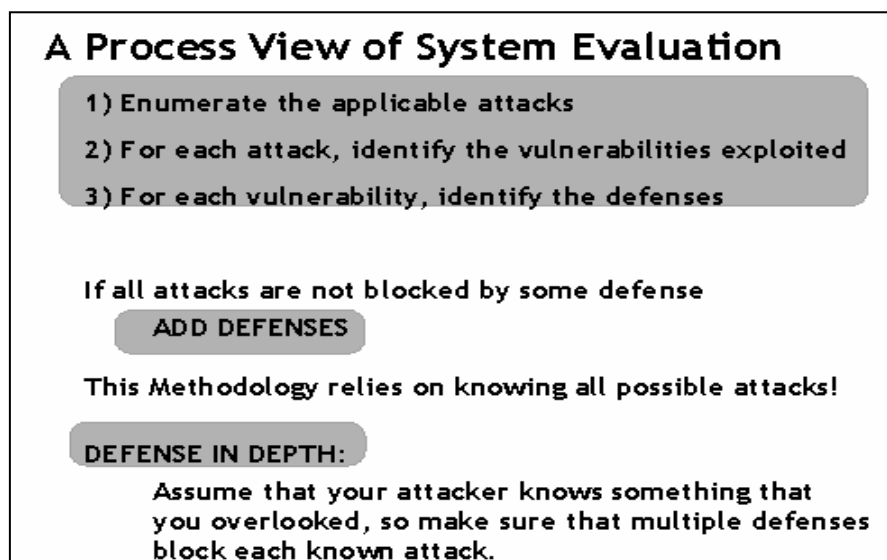 A Process View of System Evaluation
1) Enumerate the applicable attacks
2) For each attack, identify the vulnerabilities exploited
3) For each vulnerability, identify the defenses
If all attacks are not blocked by some defense
ADD DEFENSES
This Methodology relies on knowing all possible attacks!
DEFENSE IN DEPTH:
Assume that your attacker knows something that
you overlooked, so make sure that multiple defenses
block each known attack.